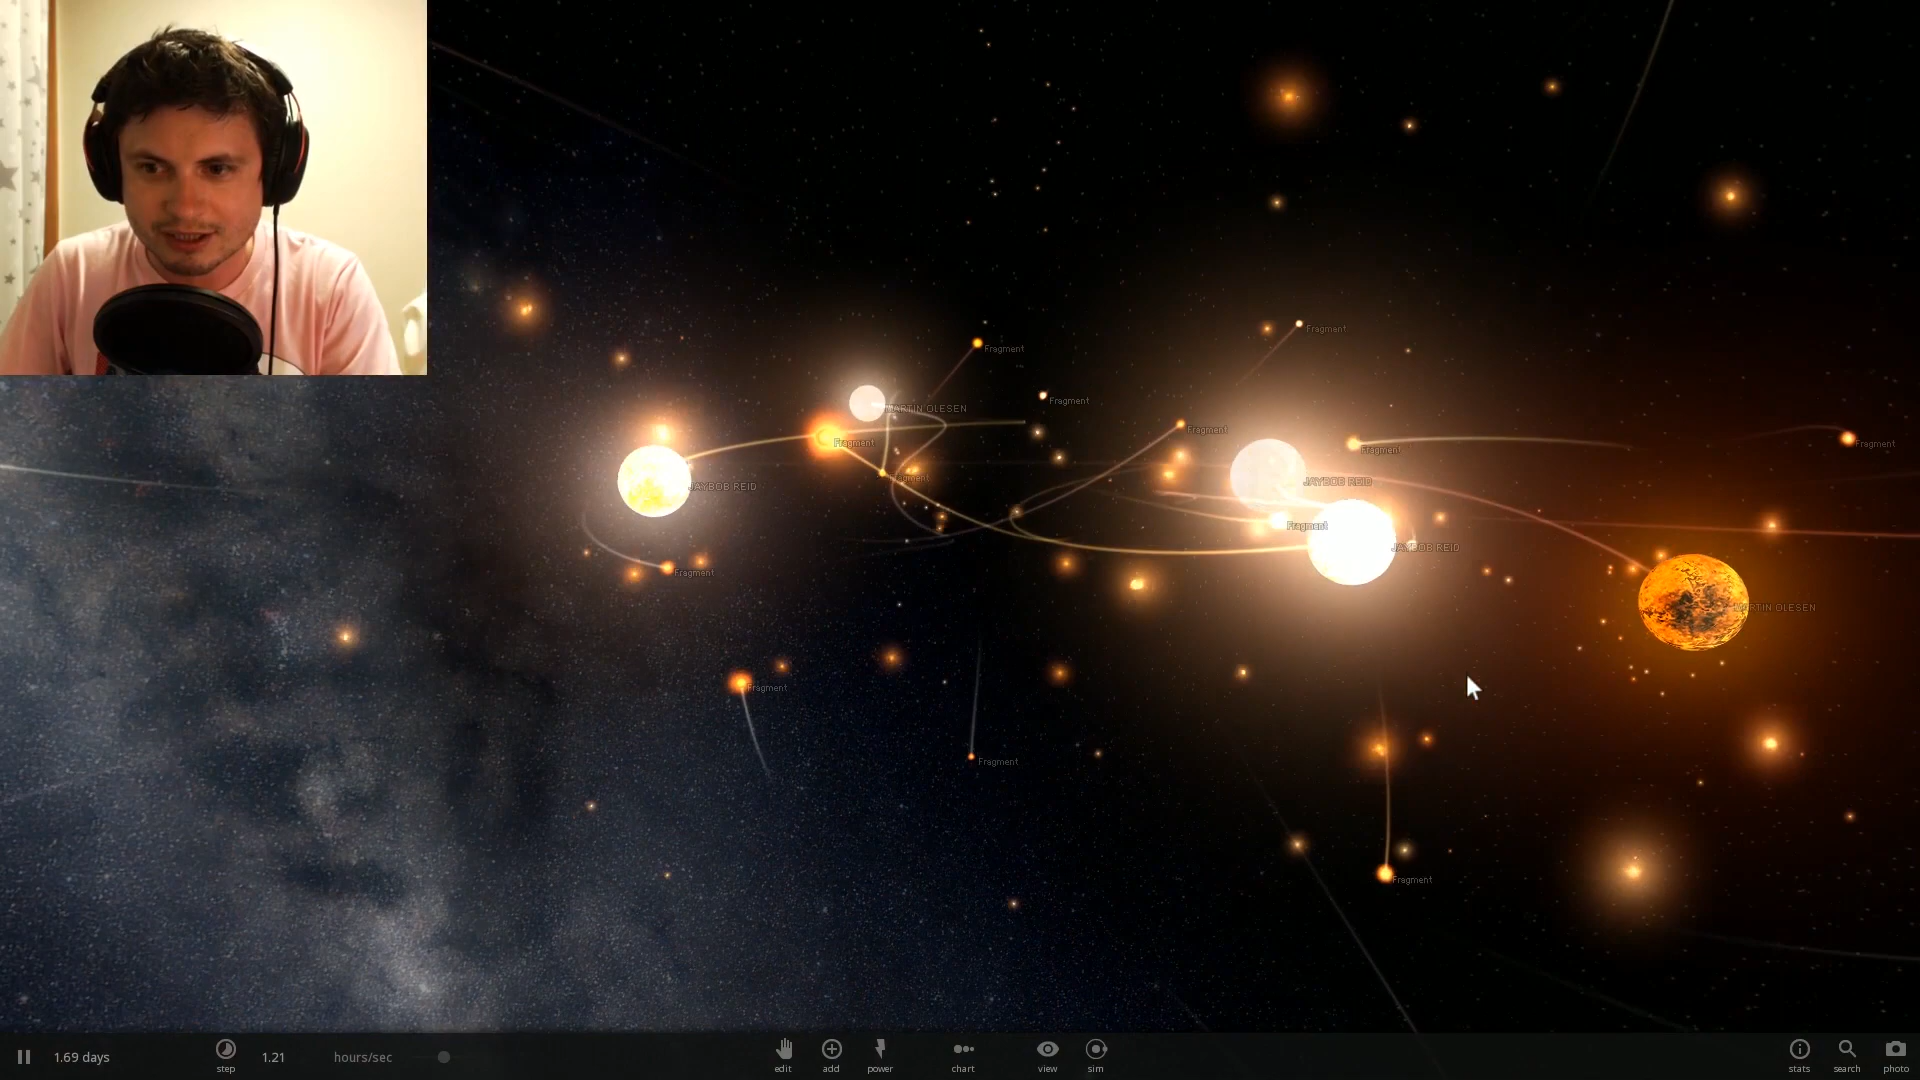 Fragment
Fragment
Fragment
MARTIN OLESEN
Fragment
Fragment
Fragment
Fragment
Fragment
JAYBOB REID
JAYBOB REID
Fragment
JAYBOB REID
Fragment
MARTIN OLESEN
Fragment
Fragment
Fragment
1.69 days
step
1.21
hours/sec
edit
add
power
chart
view
sim
stats
search
photo